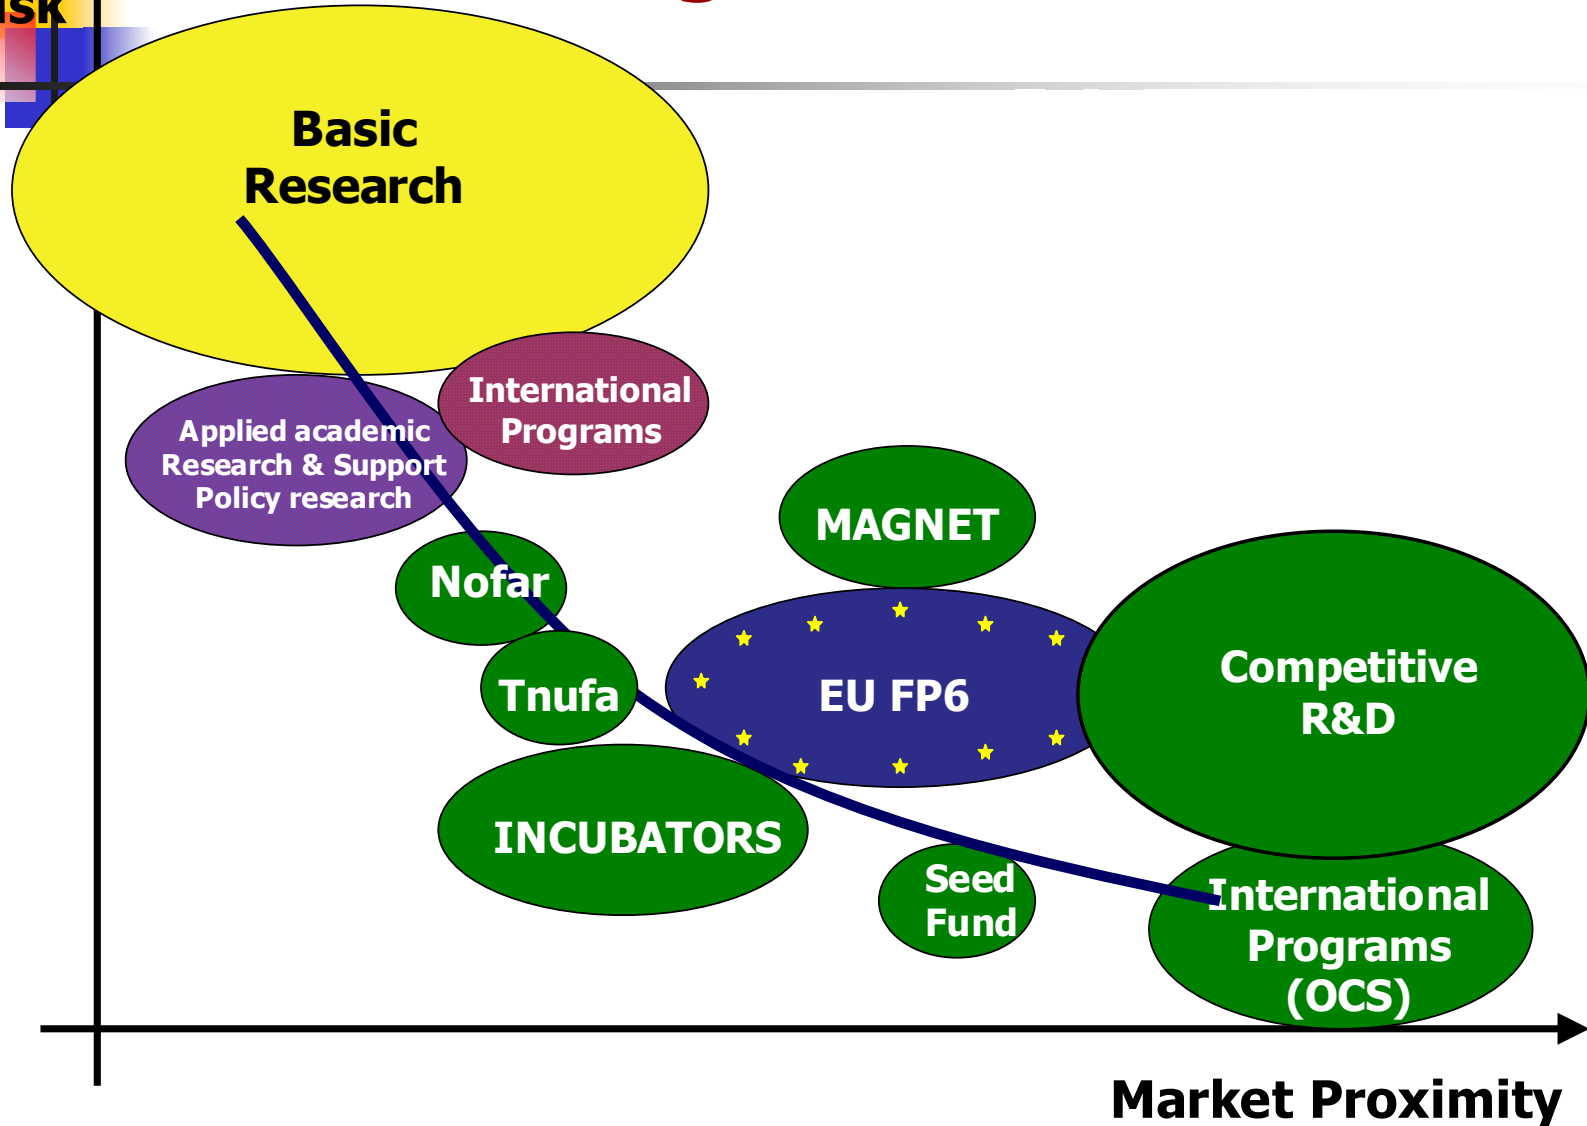 Basic
Research
International
Programs
Applied academic
Research & Support
Policy research
MAGNET
Nofar
Competitive
R&D
EU FP6
Tnufa
INCUBATORS
Seed
Fund
International
Programs
(OCS)
Market Proximity